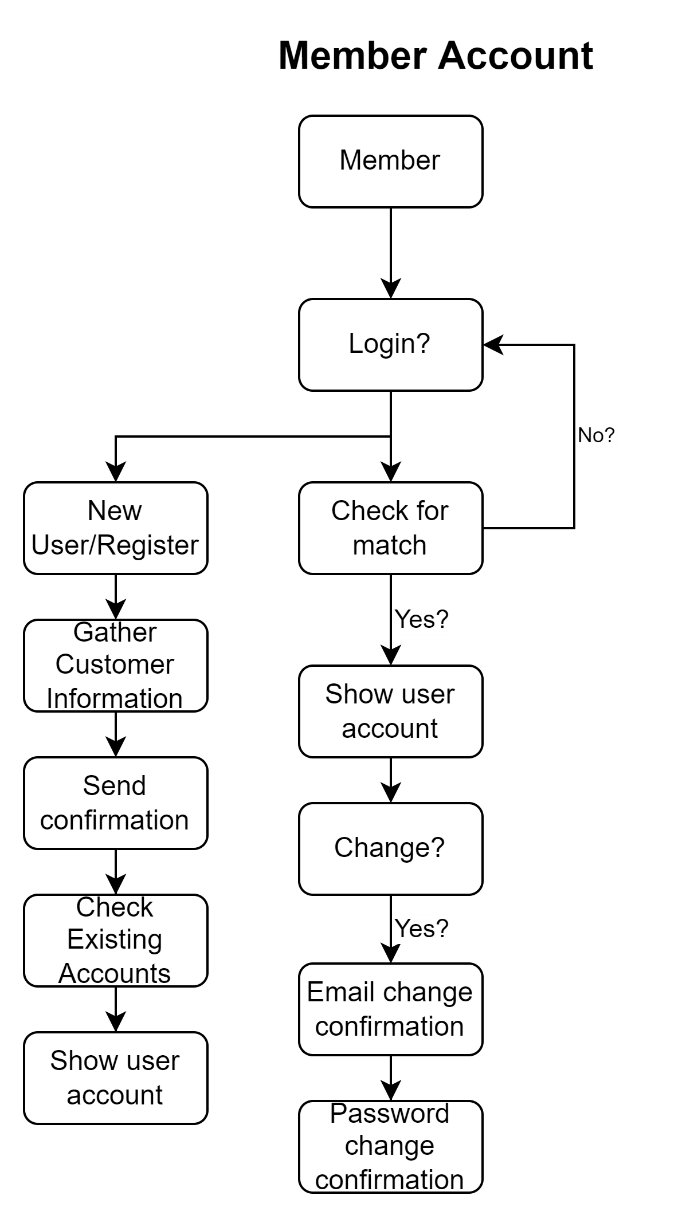 Member Account
Member
Login?
No?
New
User/Register
Check for
match
Yes?
Gather
Customer
Information
Show user
account
Send
confirmation
Change?
Yes?
Check
Existing
Accounts
Email change
confirmation
Show user
account
Password
change
confirmation